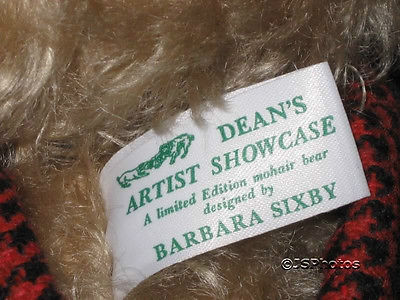 DEAN'S
ARTIST SHOWCASE
A limited Edition mohair bear
designed by
BARBARA SIXBY
©JSPhotos